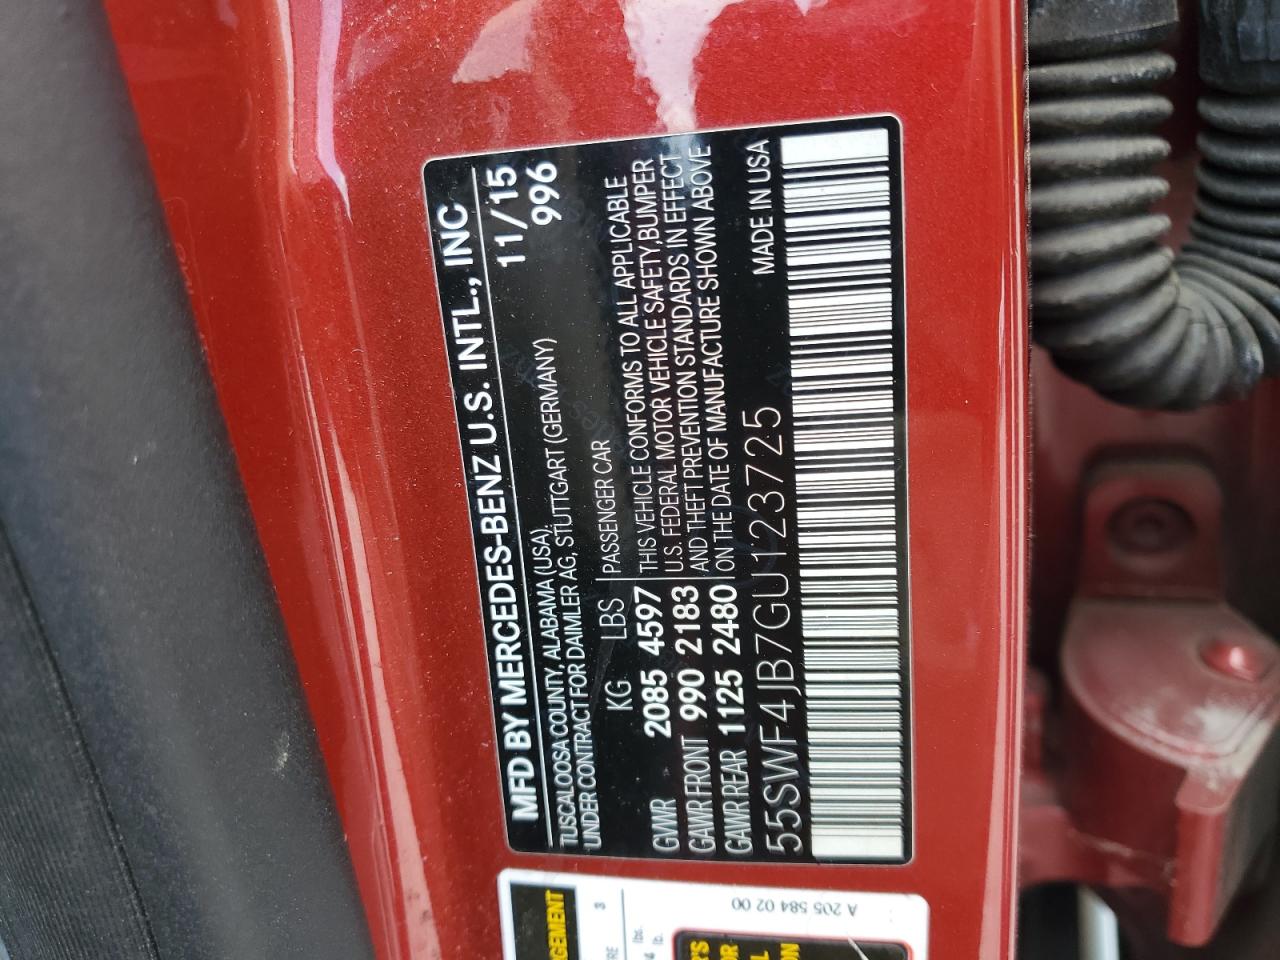 MFD BY MERCEDES-BENZ U.S. INTL., INC
TUSCALOOSA COUNTY, ALABAMA (USA). 11/15
UNDER CONTRACT FOR DAIMLER AG, STUTTGART (GERMANY) 996
KG LBS PASSENGER CAR
GVWR 2085 4597 THIS VEHICLE CONFORMS TO ALL APPLICABLE
U.S. FEDERAL MOTOR VEHICLE SAFETY,BUMPER
GAWR FRONT 990 2183 AND THEFT PREVENTION STANDARDS IN EFFECT
GAWR REAR 1125 2480 ON THE DATE OF MANUFACTURE SHOWN ABOVE
55SWF4JB7GU123725 MADE IN USA
A 205 584 02 00